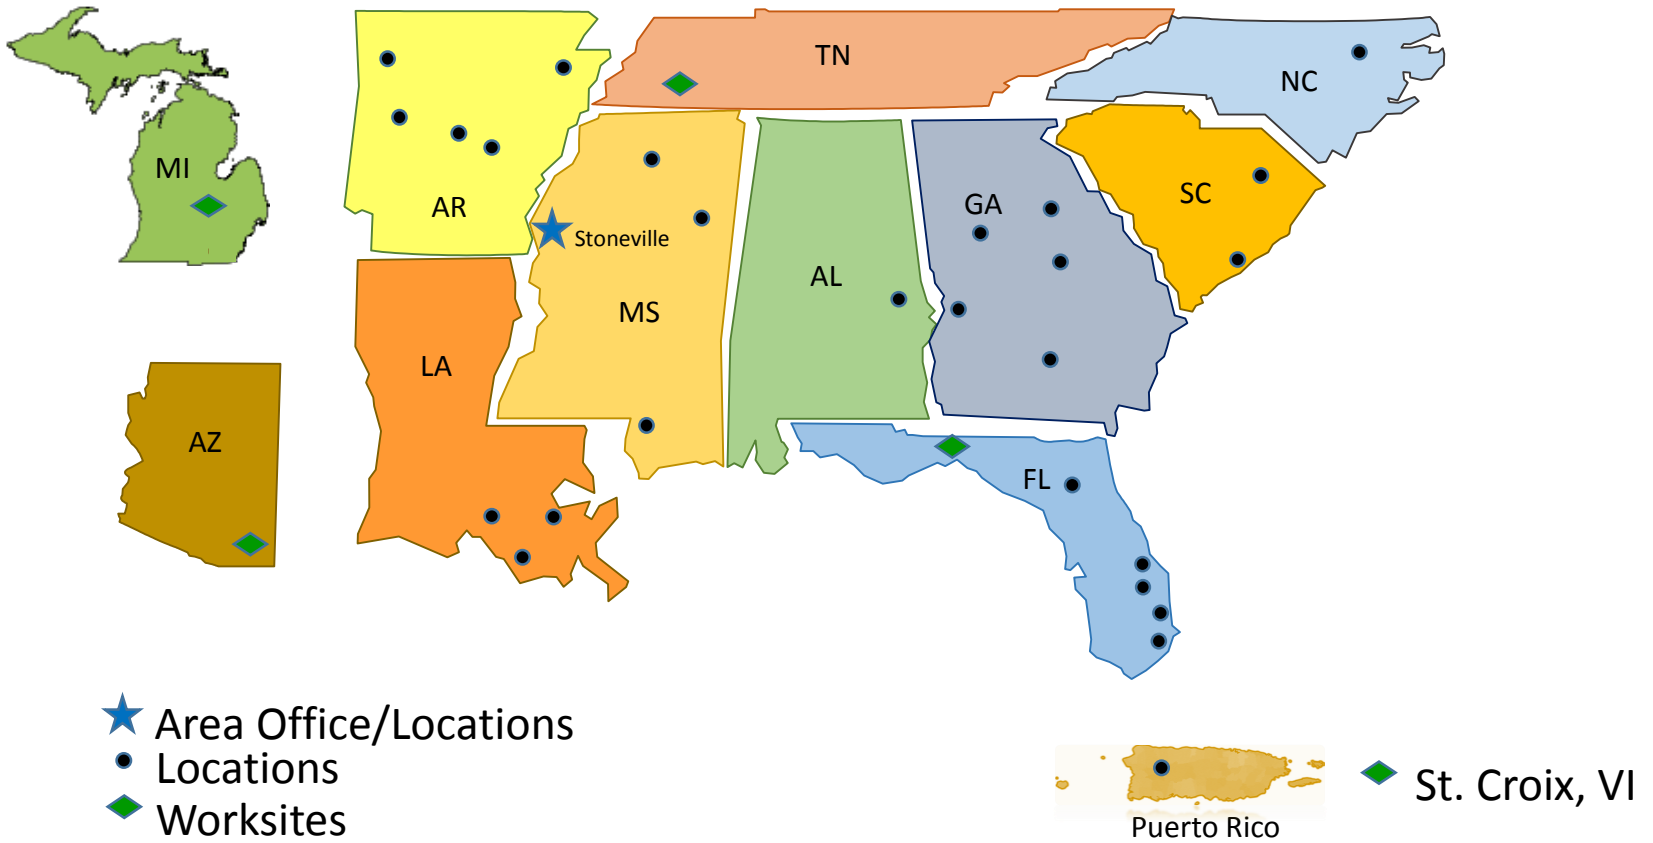 TN
NC
MI
SC
GA
AR
Stoneville
AL
MS
LA
AZ
FL
Area Office/Locations
Locations
Worksites
St. Croix, VI
Puerto Rico